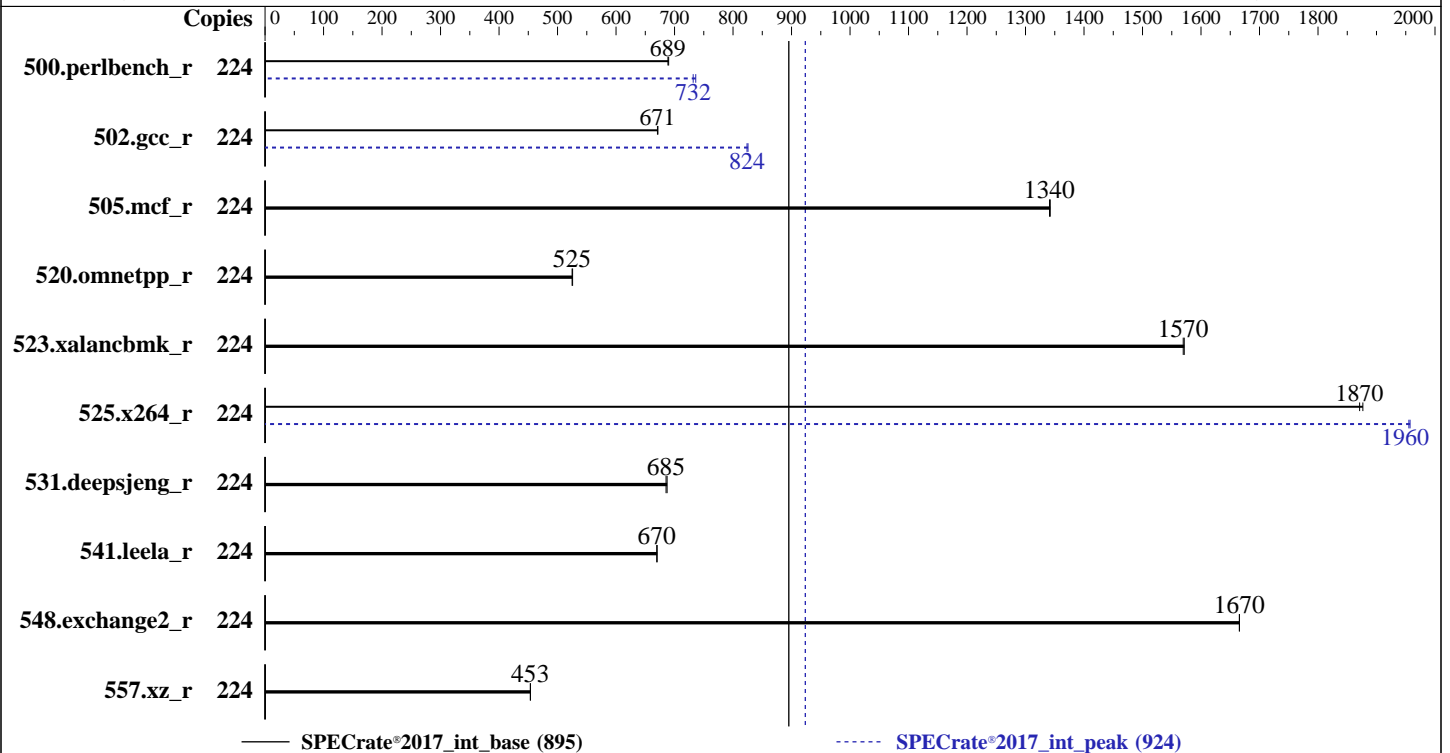 Copies 0 100 200 300 400 500 600 700 800 900 1000 1100 1200 1300 1400 1500 1600 1700 1800 2000
500.perlbench_r 224 689
732
502.gcc_r 224 671
824
505.mcf_r 224 1340
520.omnetpp_r 224 525
523.xalancbmk_r 224 1570
525.x264_r 224 1870
1960
531.deepsjeng_r 224 685
541.leela_r 224 670
548.exchange2_r 224 1670
557.xz_r 224 453
SPECrate®2017_int_base (895) SPECrate®2017_int_peak (924)